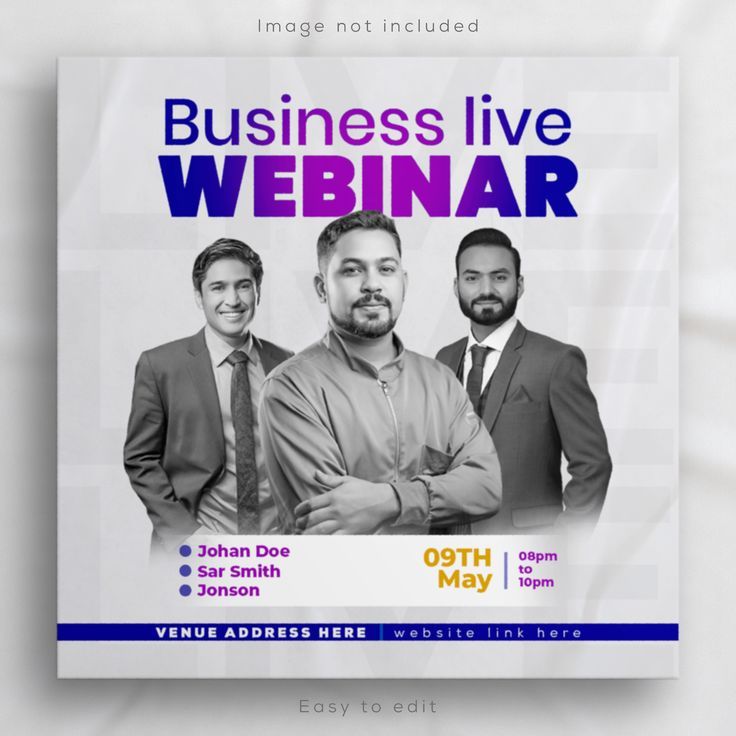 Image not included
Business live
WEBINAR
Johan Doe
Sar Smith
Jonson
09TH
May
08pm
to
10pm
VENUE ADDRESS HERE | website link here
Easy to edit